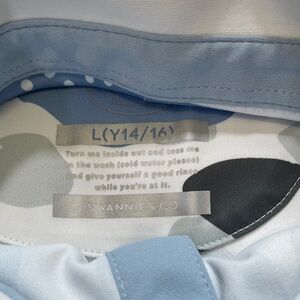 L(Y14/16)
Turn me inside out and toss me
in the wash (cold water please)
and give yourself a good rinse
while you're at it.
SWANNIES.CO